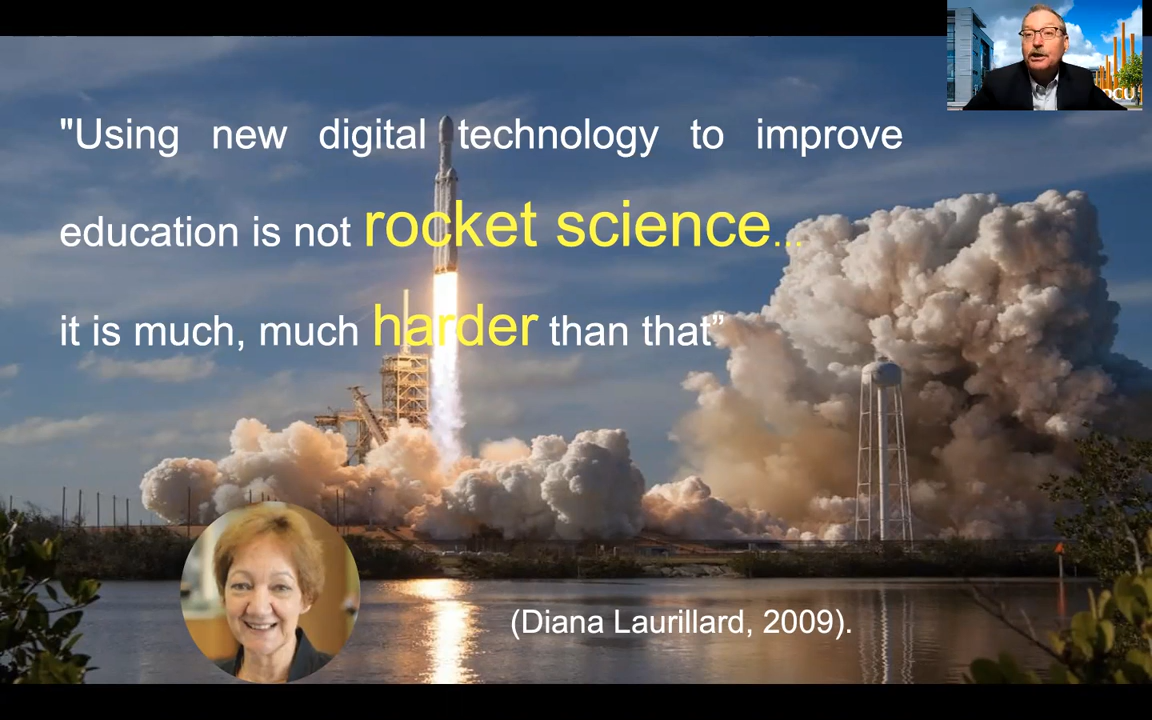 "Using new digital technology to improve
education is not rocket science...
it is much, much harder than that”
(Diana Laurillard, 2009).
DCU